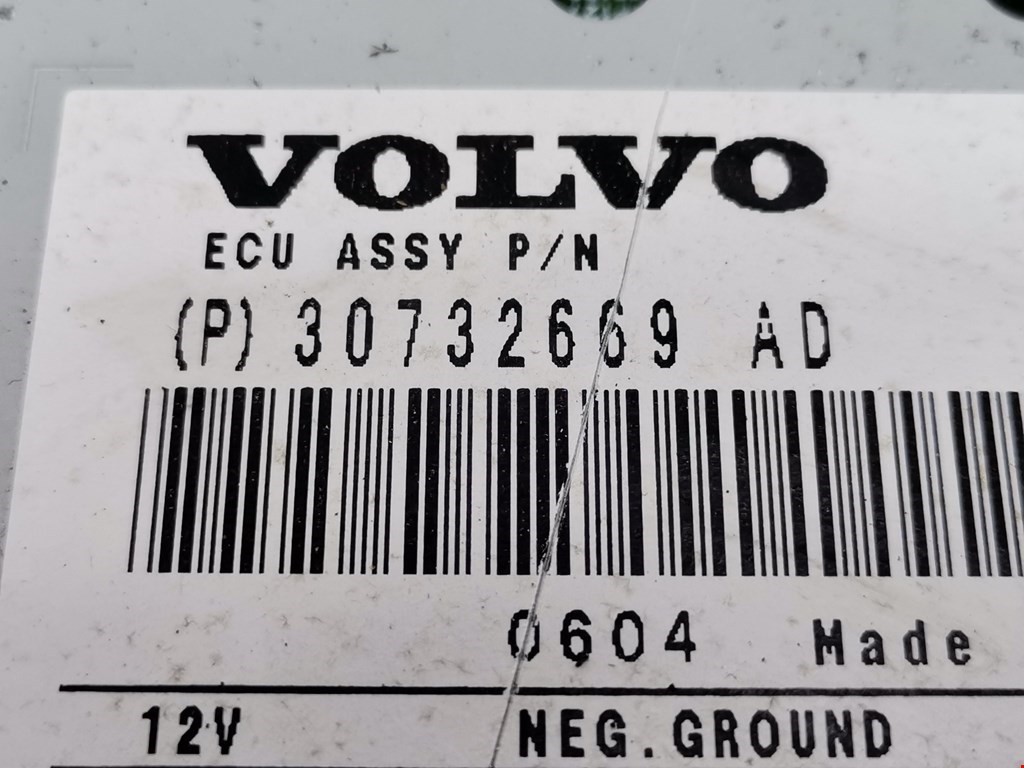 VOLVO
ECU ASSY P/N
(P) 30732669 AD
0604 Made
12V NEG.GROUND